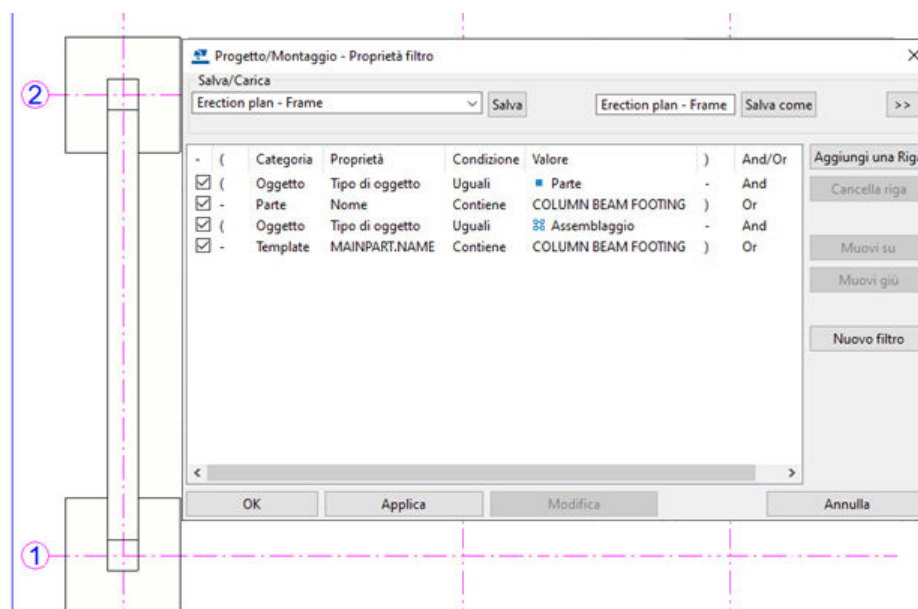 Progetto/Montaggio - Proprietà filtro
Salva/Carica
Erection plan - Frame Salva Erection plan - Frame Salva come >>
- ( Categoria Proprietà Condizione Valore ) And/Or Aggiungi una Riga
( Oggetto Tipo di oggetto Uguali Parte - And
Cancella riga
- Parte Nome Contiene COLUMN BEAM FOOTING ) Or
( Oggetto Tipo di oggetto Uguali Assemblaggio - And
- Template MAINPART.NAME Contiene COLUMN BEAM FOOTING ) Or
Muovi su
Muovi giù
Nuovo filtro
OK Applica Modifica Annulla
2
1